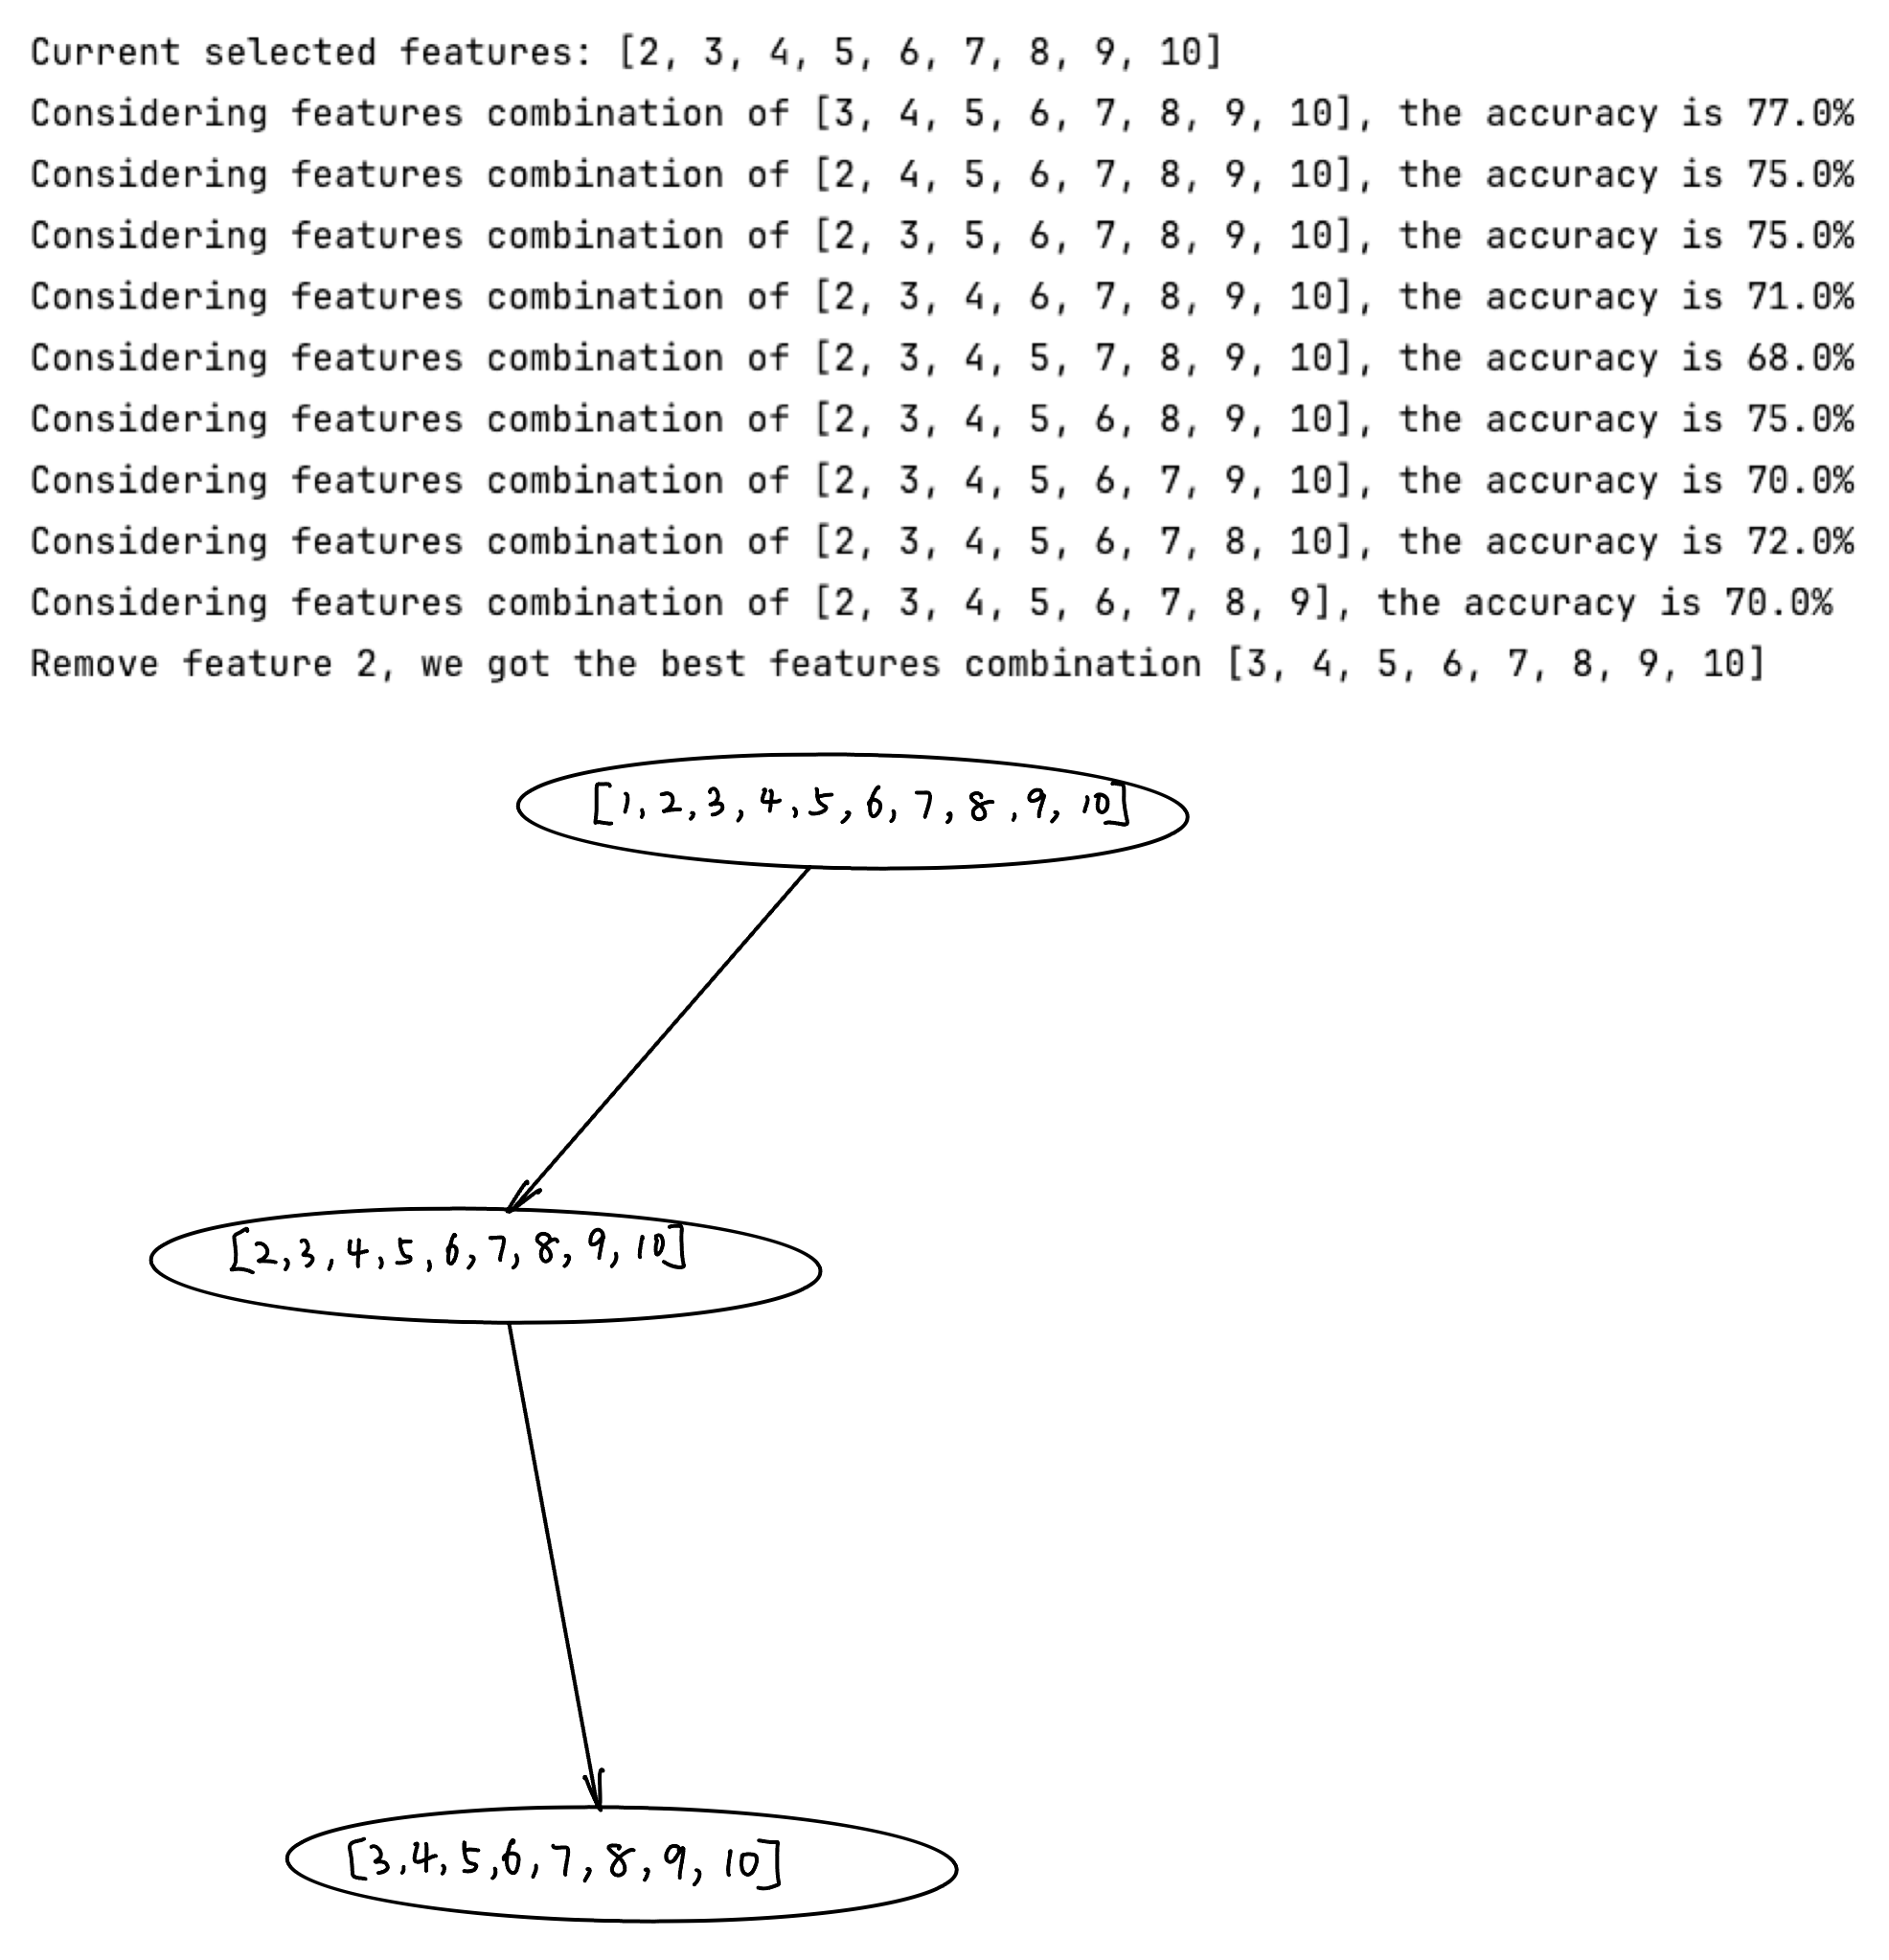 Current selected features: [2, 3, 4, 5, 6, 7, 8, 9, 10]
Considering features combination of [3, 4, 5, 6, 7, 8, 9, 10], the accuracy is 77.0%
Considering features combination of [2, 4, 5, 6, 7, 8, 9, 10], the accuracy is 75.0%
Considering features combination of [2, 3, 5, 6, 7, 8, 9, 10], the accuracy is 75.0%
Considering features combination of [2, 3, 4, 6, 7, 8, 9, 10], the accuracy is 71.0%
Considering features combination of [2, 3, 4, 5, 7, 8, 9, 10], the accuracy is 68.0%
Considering features combination of [2, 3, 4, 5, 6, 8, 9, 10], the accuracy is 75.0%
Considering features combination of [2, 3, 4, 5, 6, 7, 9, 10], the accuracy is 70.0%
Considering features combination of [2, 3, 4, 5, 6, 7, 8, 10], the accuracy is 72.0%
Considering features combination of [2, 3, 4, 5, 6, 7, 8, 9], the accuracy is 70.0%
Remove feature 2, we got the best features combination [3, 4, 5, 6, 7, 8, 9, 10]
[1, 2, 3, 4, 5, 6, 7, 8, 9, 10]
[2, 3, 4, 5, 6, 7, 8, 9, 10]
[3, 4, 5, 6, 7, 8, 9, 10]